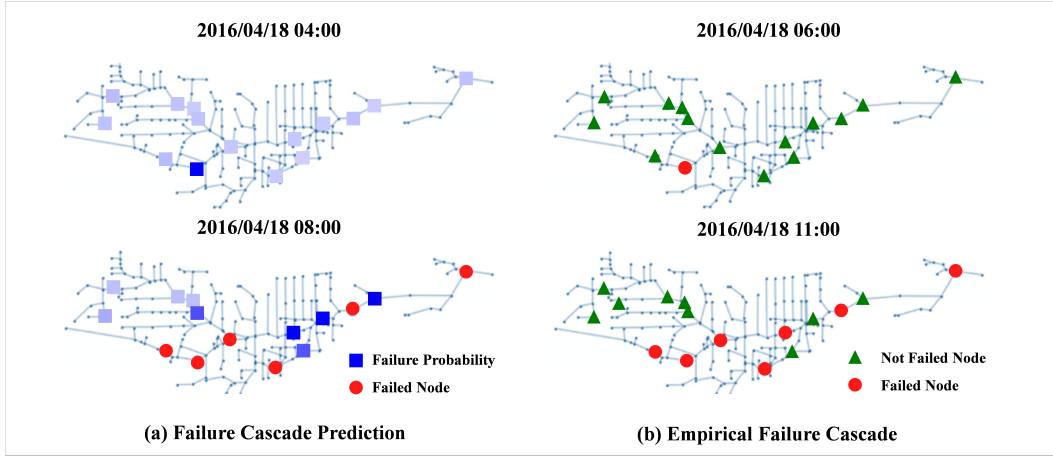 2016/04/18 04:00
2016/04/18 06:00
2016/04/18 08:00
2016/04/18 11:00
Failure Probability
Failed Node
Not Failed Node
Failed Node
(a) Failure Cascade Prediction
(b) Empirical Failure Cascade